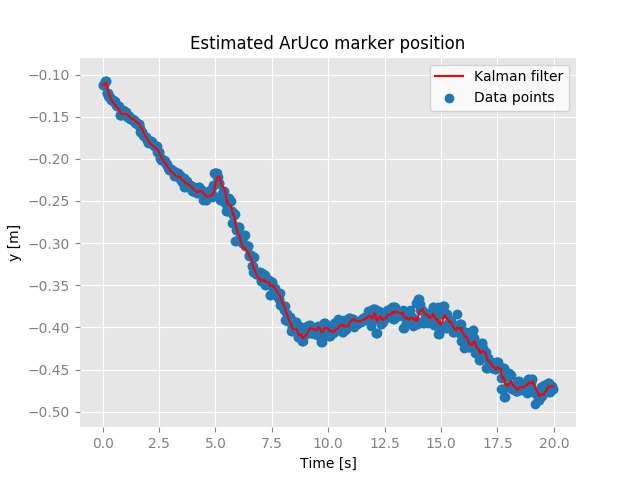 Estimated ArUco marker position
Kalman filter
Data points
−0.10
−0.15
−0.20
−0.25
−0.30
−0.35
−0.40
−0.45
−0.50
y [m]
0.0 2.5 5.0 7.5 10.0 12.5 15.0 17.5 20.0
Time [s]